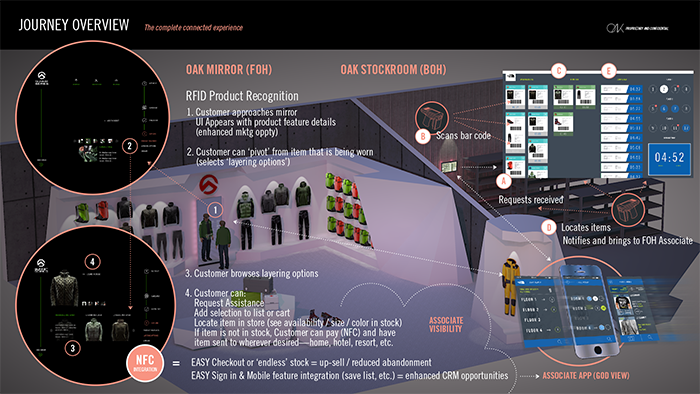 JOURNEY OVERVIEW
The complete connected experience
OAK
PROPRIETARY AND CONFIDENTIAL
OAK MIRROR (FOH)
OAK STOCKROOM (BOH)
RFID Product Recognition
1. Customer approaches mirror
UI Appears with product feature details
(enhanced mktg oppty)
2. Customer can 'pivot' from item that is being worn
(selects 'layering options')
2
1
C
E
04:52
B
Scans bar code
A
Requests received
D
Locates items
Notifies and brings to FOH Associate
4
3
3. Customer browses layering options
4. Customer can:
Request Assistance
Add selection to list or cart
Locate item in store (see availability / size / color in stock)
If item is not in stock, Customer can pay (NFC) and have
item sent to wherever desired—home, hotel, resort, etc.
ASSOCIATE
VISIBILITY
FLOOR 1
FLOOR 2
FLOOR 3
FLOOR 4
NFC
INTEGRATION
= EASY Checkout or 'endless' stock = up-sell / reduced abandonment
EASY Sign in & Mobile feature integration (save list, etc.) = enhanced CRM opportunities
ASSOCIATE APP (GOD VIEW)